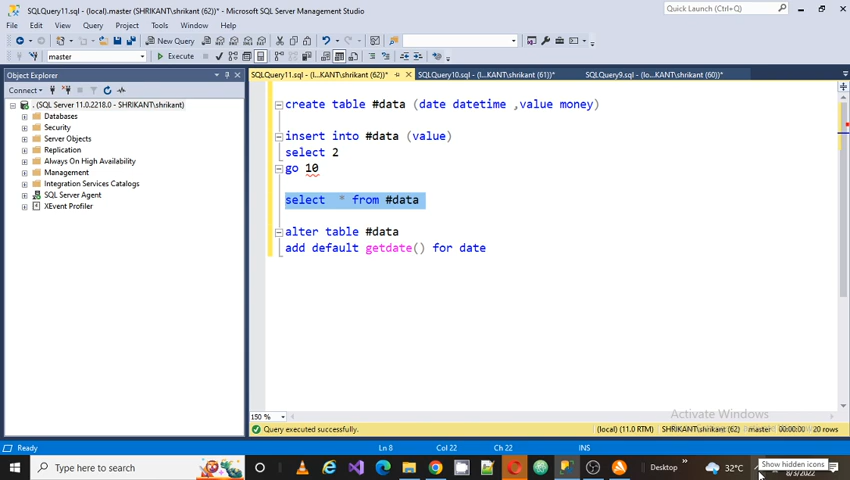 SQLQuery11.sql - (local).master (SHRIKANT\shrikant (62))* - Microsoft SQL Server Management Studio
Quick Launch (Ctrl+Q)
File Edit View Query Project Tools Window Help
New Query
master
Execute
Object Explorer
Connect
. (SQL Server 11.0.2218.0 - SHRIKANT\shrikant)
Databases
Security
Server Objects
Replication
Always On High Availability
Management
Integration Services Catalogs
SQL Server Agent
XEvent Profiler
SQLQuery11.sql - (l...KANT\shrikant (62))*
SQLQuery10.sql - (l...KANT\shrikant (61))*
SQLQuery9.sql - (lo...KANT\shrikant (60))*
create table #data (date datetime ,value money)
insert into #data (value)
select 2
go 10
select * from #data
alter table #data
add default getdate() for date
150 %
Activate Windows
Query executed successfully.
(local) (11.0 RTM) SHRIKANT\shrikant (62) master 00:00:00 20 rows
Ready
Ln 8 Col 22 Ch 22 INS
Type here to search
Desktop
32°C
Show hidden icons
8/3/2022